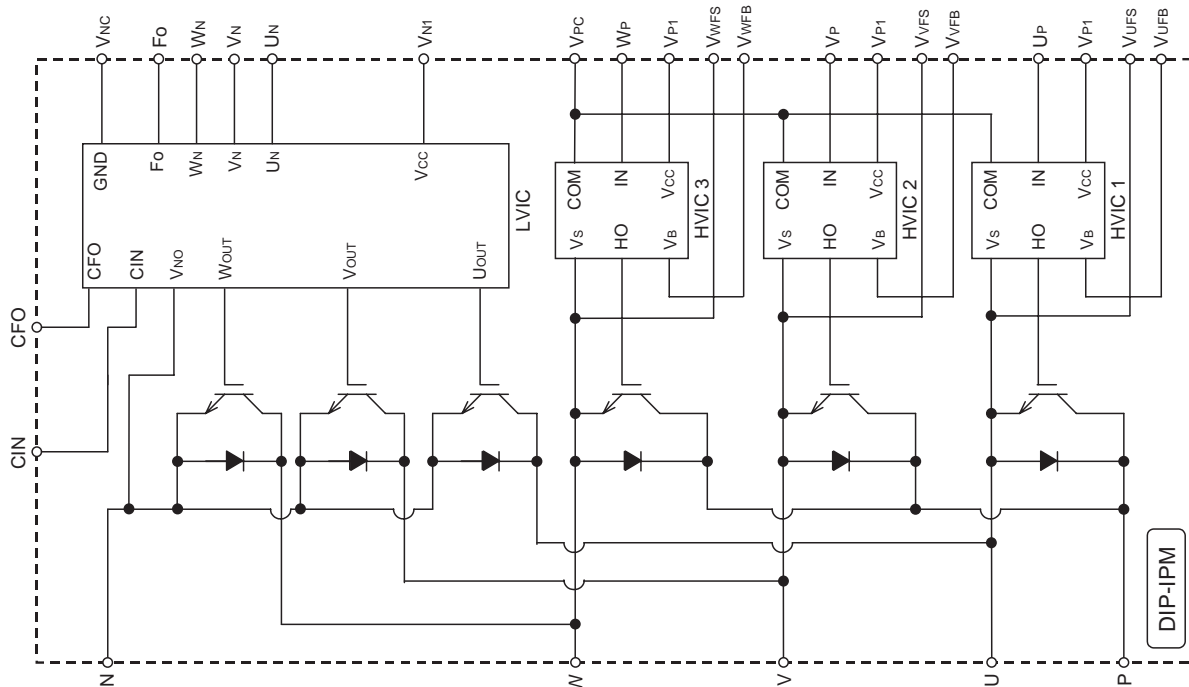 VNC
Fo
WN
VN
UN
VN1
VPC
WP
VP1
VWFS
VWFB
VP
VP1
VVFS
VVFB
UP
VP1
VUFS
VUFB
GND
Fo
WN
VN
UN
VCC
CFO
CIN
VNO
WOUT
VOUT
UOUT
LVIC
COM
IN
VCC
VS
HO
VB
HVIC 3
COM
IN
VCC
VS
HO
VB
HVIC 2
COM
IN
VCC
VS
HO
VB
HVIC 1
CFO
CIN
N
W
V
U
P
DIP-IPM